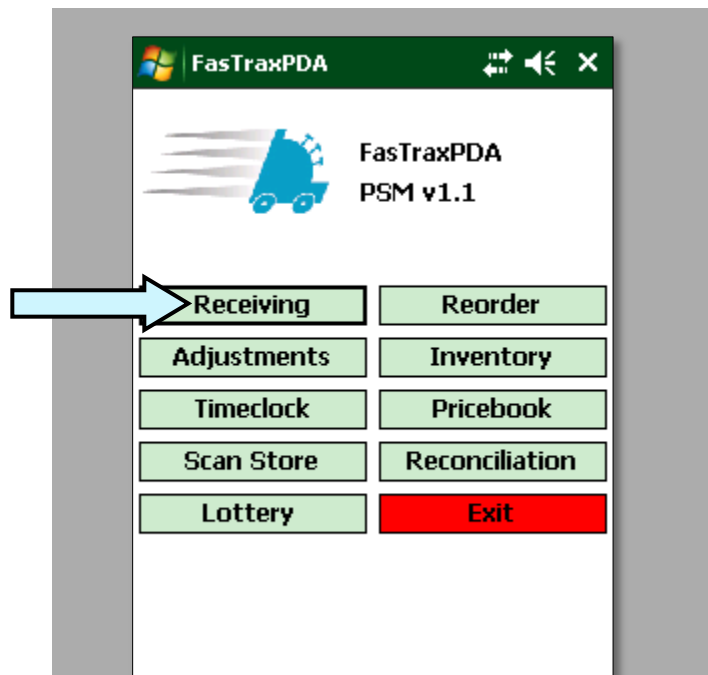 FasTraxPDA
FasTraxPDA
PSM v1.1
Receiving Reorder
Adjustments Inventory
Timeclock Pricebook
Scan Store Reconciliation
Lottery Exit